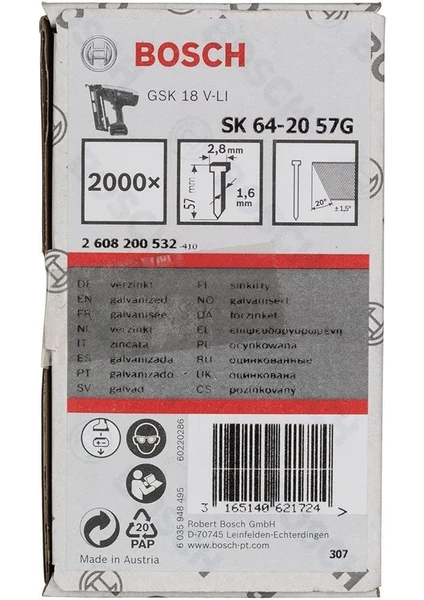 BOSCH
GSK 18 V-LI
SK 64-20 57G
2000x
2,8 mm
57 mm
1,6 mm
20° ±1,5°
2 608 200 532 -410
DE verzinkt
EN galvanized
FR galvanisée
NL verzinkt
IT zincata
ES galvanizada
PT galvanizado
SV galvad
FI sinkitty
NO galvanisert
DA forzinket
EL επιψευδαργυρωμένη
PL ocynkowana
RU оцинкованные
UK оцинкована
CS pozinkovaný
60220286
6 035 948 495
3 165140 621724
Robert Bosch GmbH
D-70745 Leinfelden-Echterdingen
www.bosch-pt.com
307
20
PAP
Made in Austria